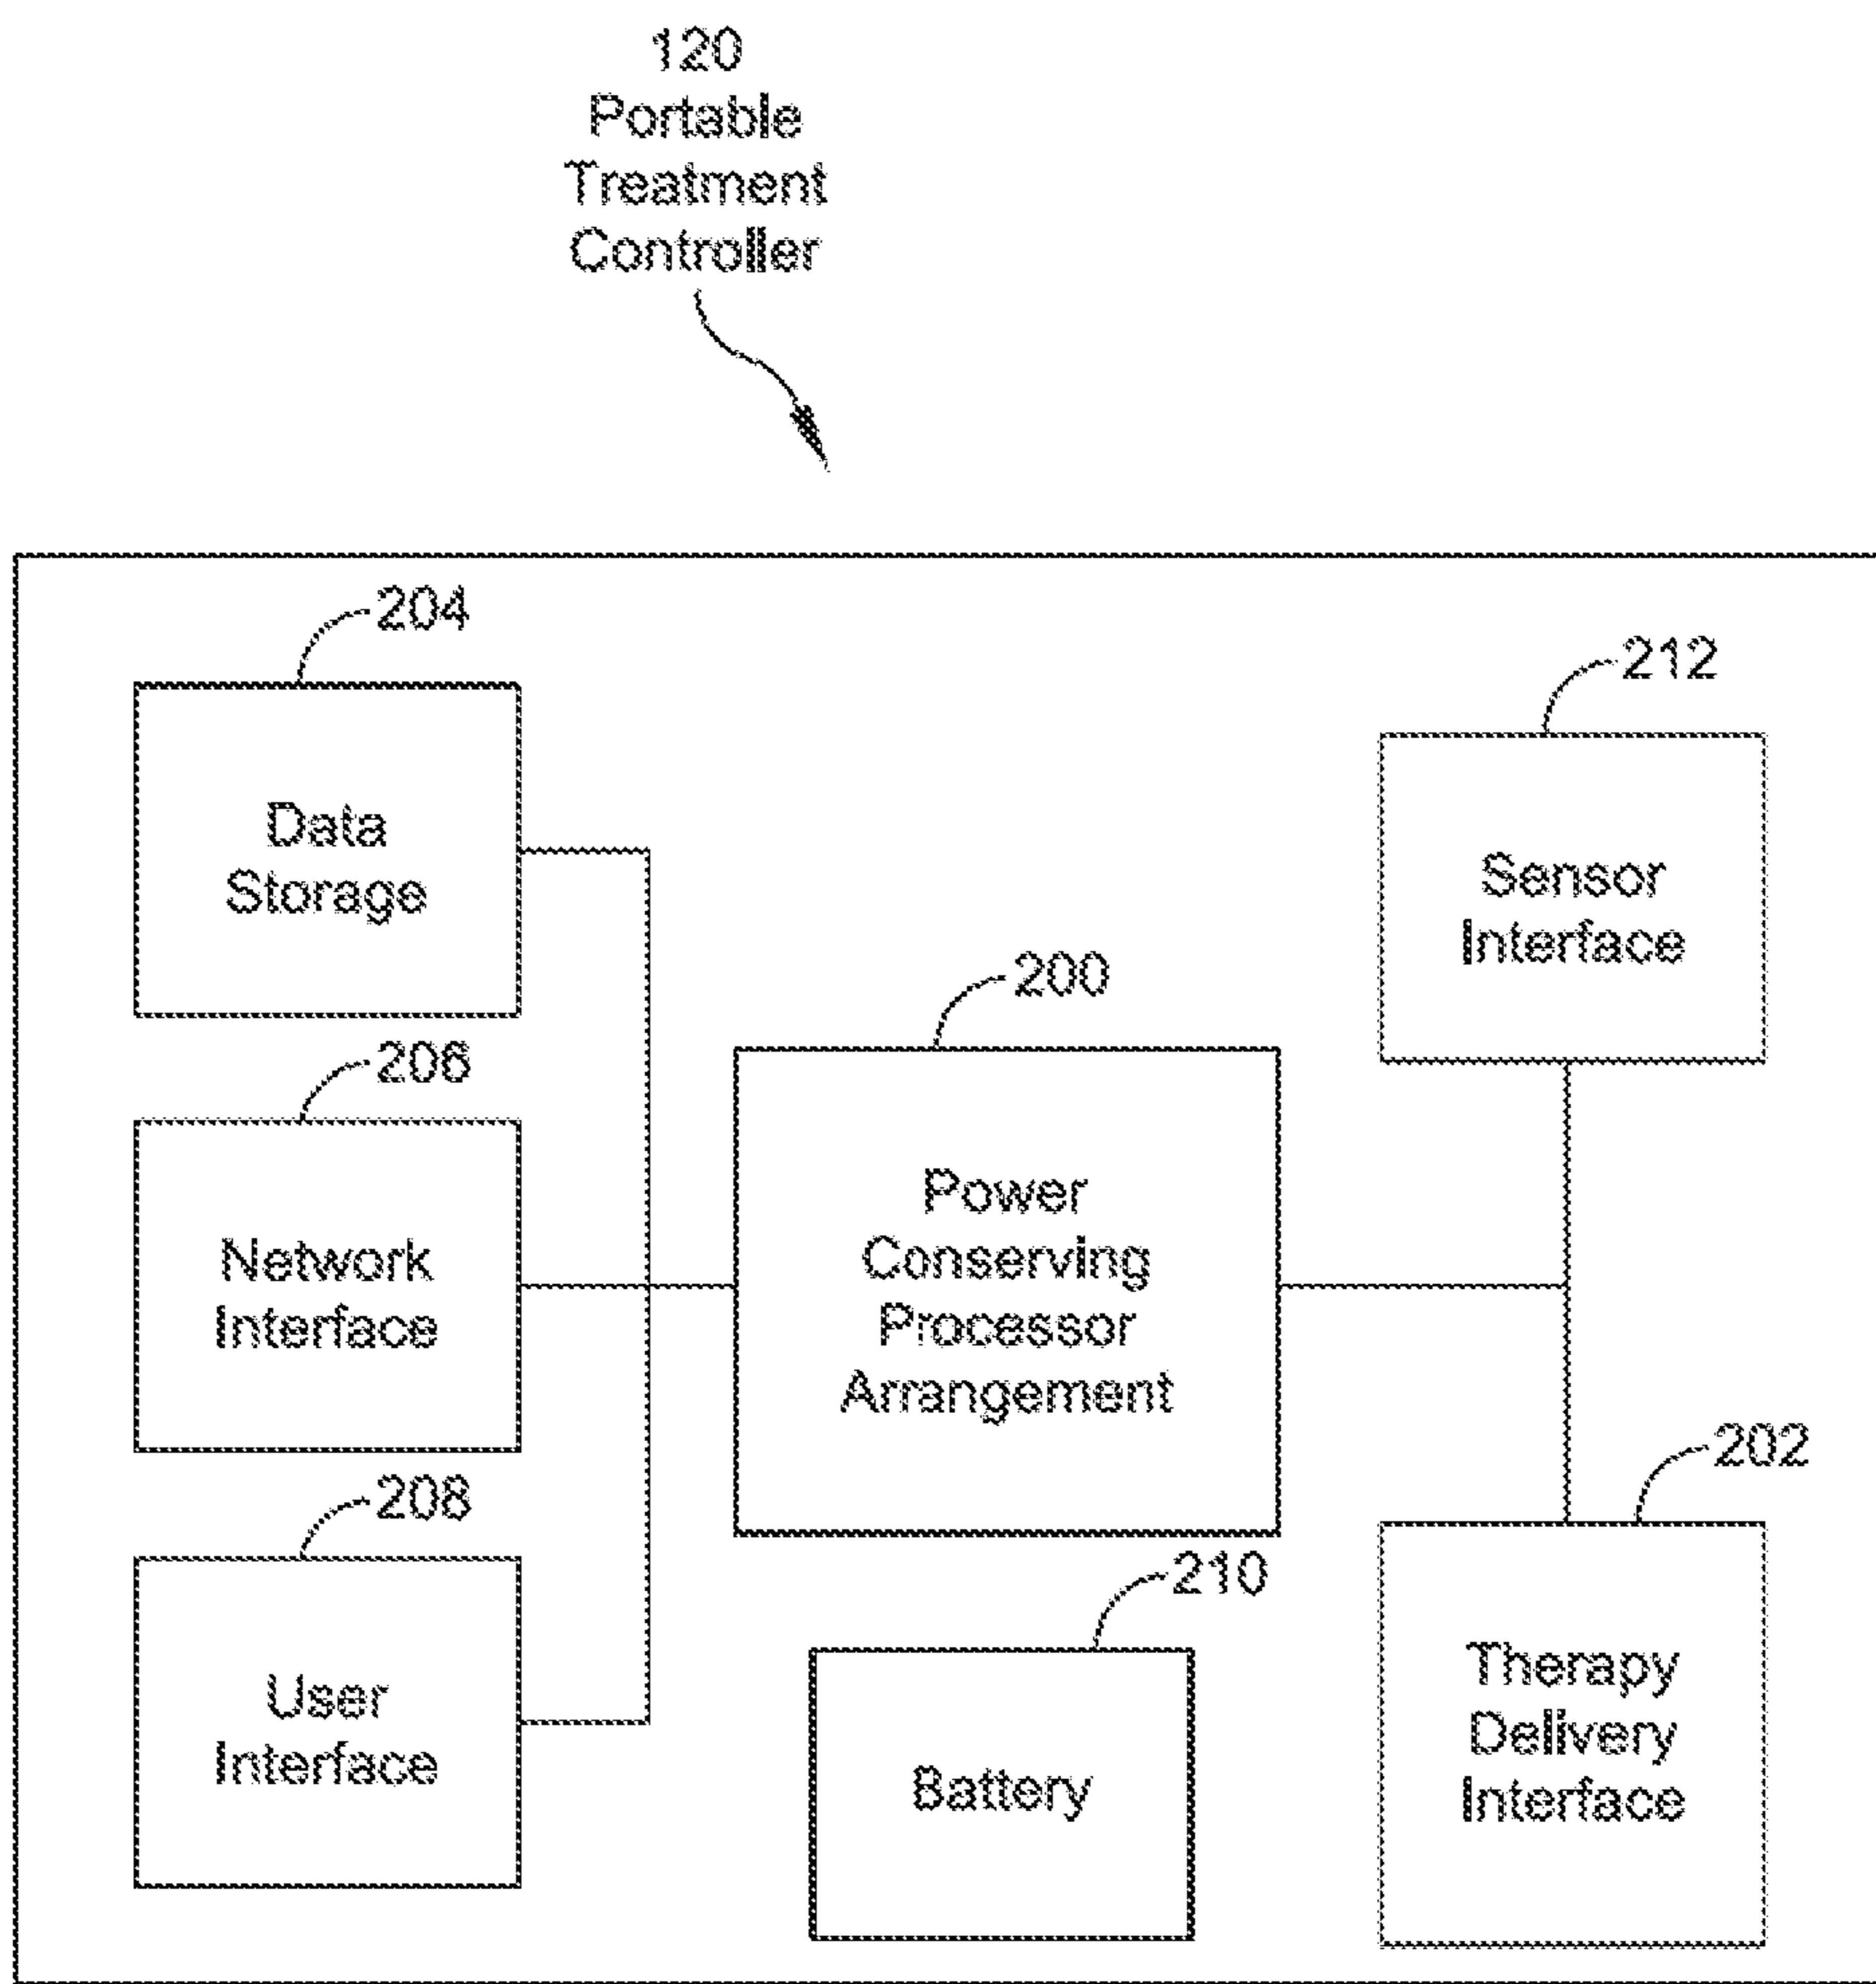 120
Portable
Treatment
Controller
204
Data
Storage
206
Network
Interface
208
User
Interface
200
Power
Conserving
Processor
Arrangement
210
Battery
212
Sensor
Interface
202
Therapy
Delivery
Interface